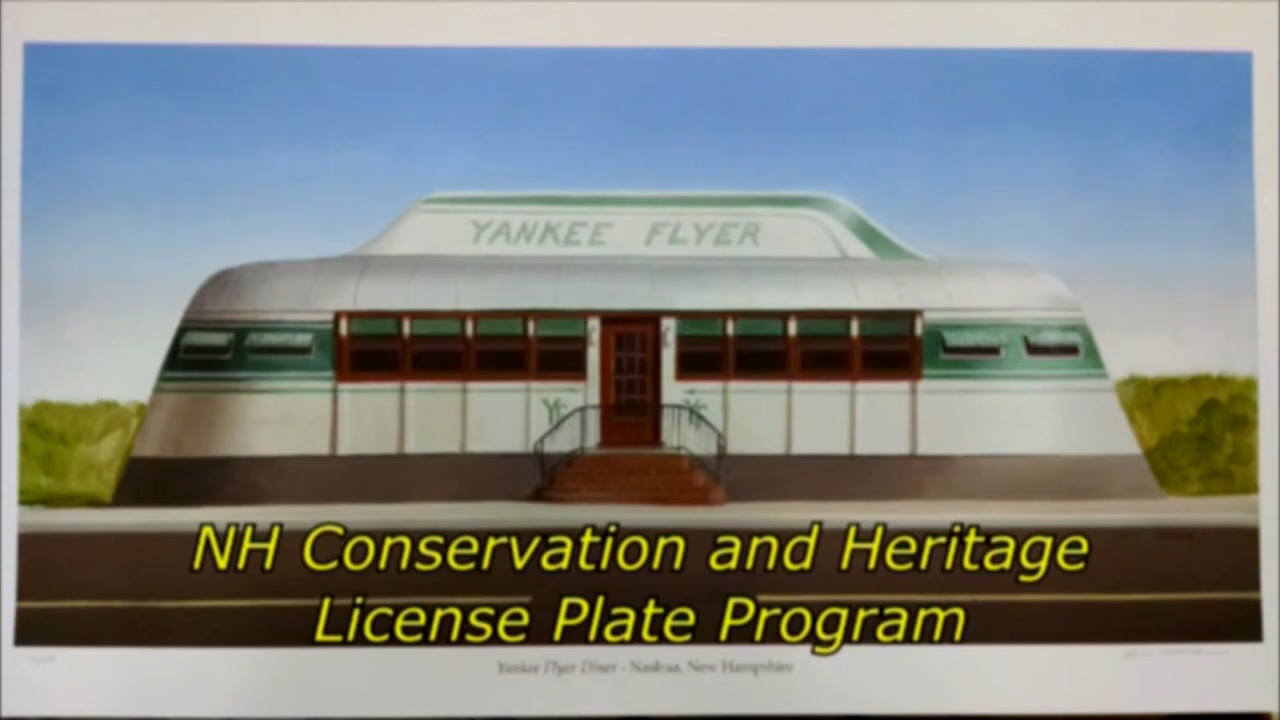 YANKEE FLYER
NH Conservation and Heritage
License Plate Program
Yankee Flyer Diner - Nashua, New Hampshire